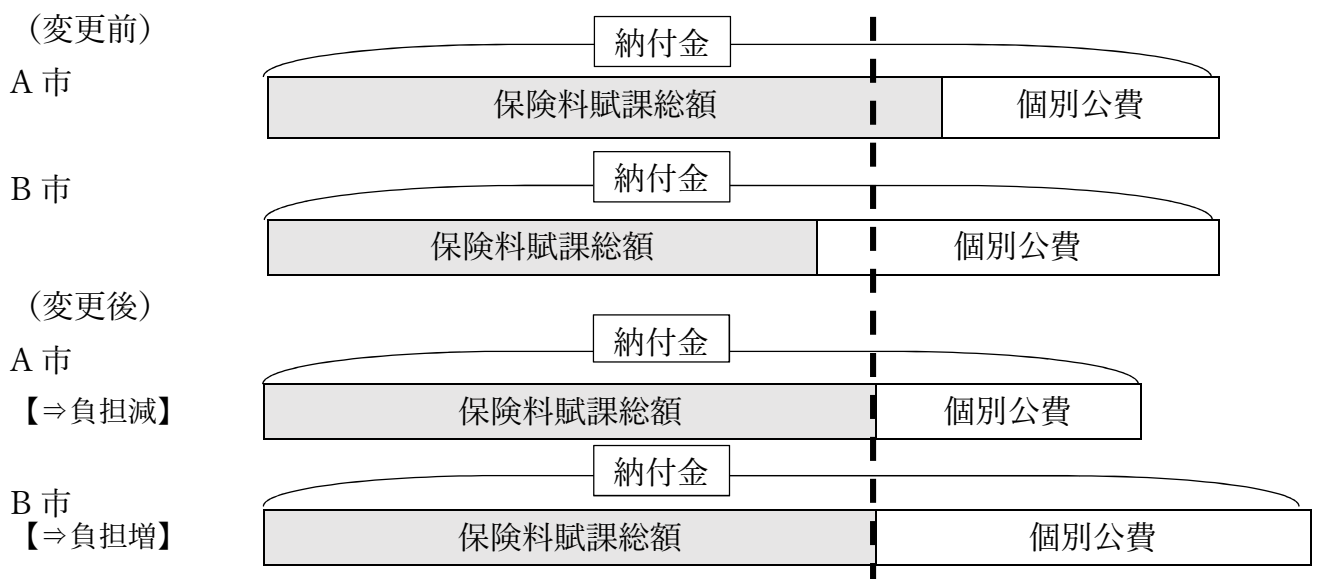 （変更前）
納付金
A 市
保険料賦課総額 個別公費
納付金
B 市
保険料賦課総額 個別公費
（変更後）
納付金
A 市
【⇒負担減】
保険料賦課総額 個別公費
納付金
B 市
【⇒負担増】
保険料賦課総額 個別公費